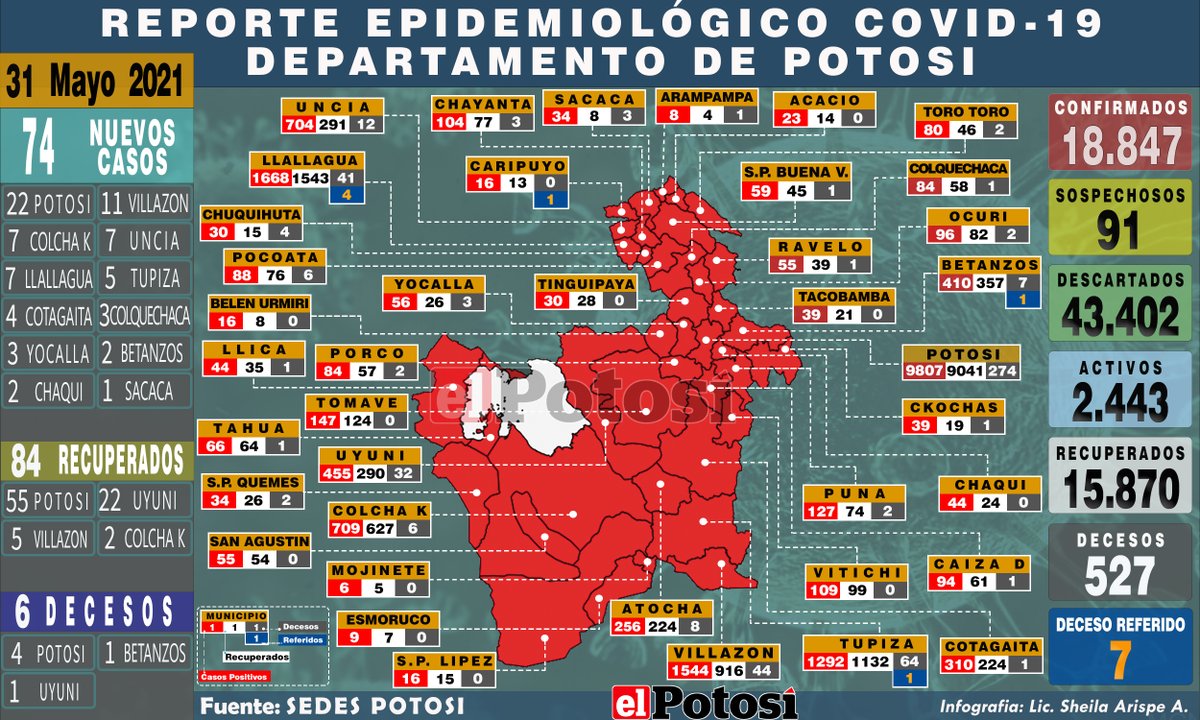 REPORTE EPIDEMIOLÓGICO COVID-19
DEPARTAMENTO DE POTOSI
31 Mayo 2021
74 NUEVOS CASOS
22 POTOSI 11 VILLAZON
7 COLCHA K 7 UNCIA
7 LLALLAGUA 5 TUPIZA
4 COTAGAITA 3 COLQUECHACA
3 YOCALLA 2 BETANZOS
2 CHAQUI 1 SACACA
84 RECUPERADOS
55 POTOSI 22 UYUNI
5 VILLAZON 2 COLCHA K
6 DECESOS
4 POTOSI 1 BETANZOS
1 UYUNI
UNCIA
704 291 12
CHAYANTA
104 77 3
SACACA
34 8 3
ARAMPAMPA
8 4 1
ACACIO
23 14 0
TORO TORO
80 46 2
LLALLAGUA
1668 1543 41
4
CARIPUYO
16 13 0
1
S.P. BUENA V.
59 45 1
COLQUECHACA
84 58 1
CHUQUIHUTA
30 15 4
OCURI
96 82 2
POCOATA
88 76 6
RAVELO
55 39 1
YOCALLA
56 26 3
TINGUIPAYA
30 28 0
BETANZOS
410 357 7
1
BELEN URMIRI
16 8 0
TACOBAMBA
39 21 0
LLICA
44 35 1
PORCO
84 57 2
POTOSI
9807 9041 274
TOMAVE
147 124 0
CKOCHAS
39 19 1
TAHUA
66 64 1
UYUNI
455 290 32
S.P. QUEMES
34 26 2
PUNA
127 74 2
CHAQUI
44 24 0
COLCHA K
709 627 6
SAN AGUSTIN
55 54 0
MOJINETE
6 5 0
VITICHI
109 99 0
CAIZA D
94 61 1
ESMORUCO
9 7 0
ATOCHA
256 224 8
S.P. LIPEZ
16 15 0
VILLAZON
1544 916 44
TUPIZA
1292 1132 64
1
COTAGAITA
310 224 1
MUNICIPIO
1 1 1 Decesos
1 Referidos
Recuperados
Casos Positivos
el Potosí
CONFIRMADOS
18.847
SOSPECHOSOS
91
DESCARTADOS
43.402
ACTIVOS
2.443
RECUPERADOS
15.870
DECESOS
527
DECESO REFERIDO
7
Fuente: SEDES POTOSI
el Potosí
Infografia: Lic. Sheila Arispe A.